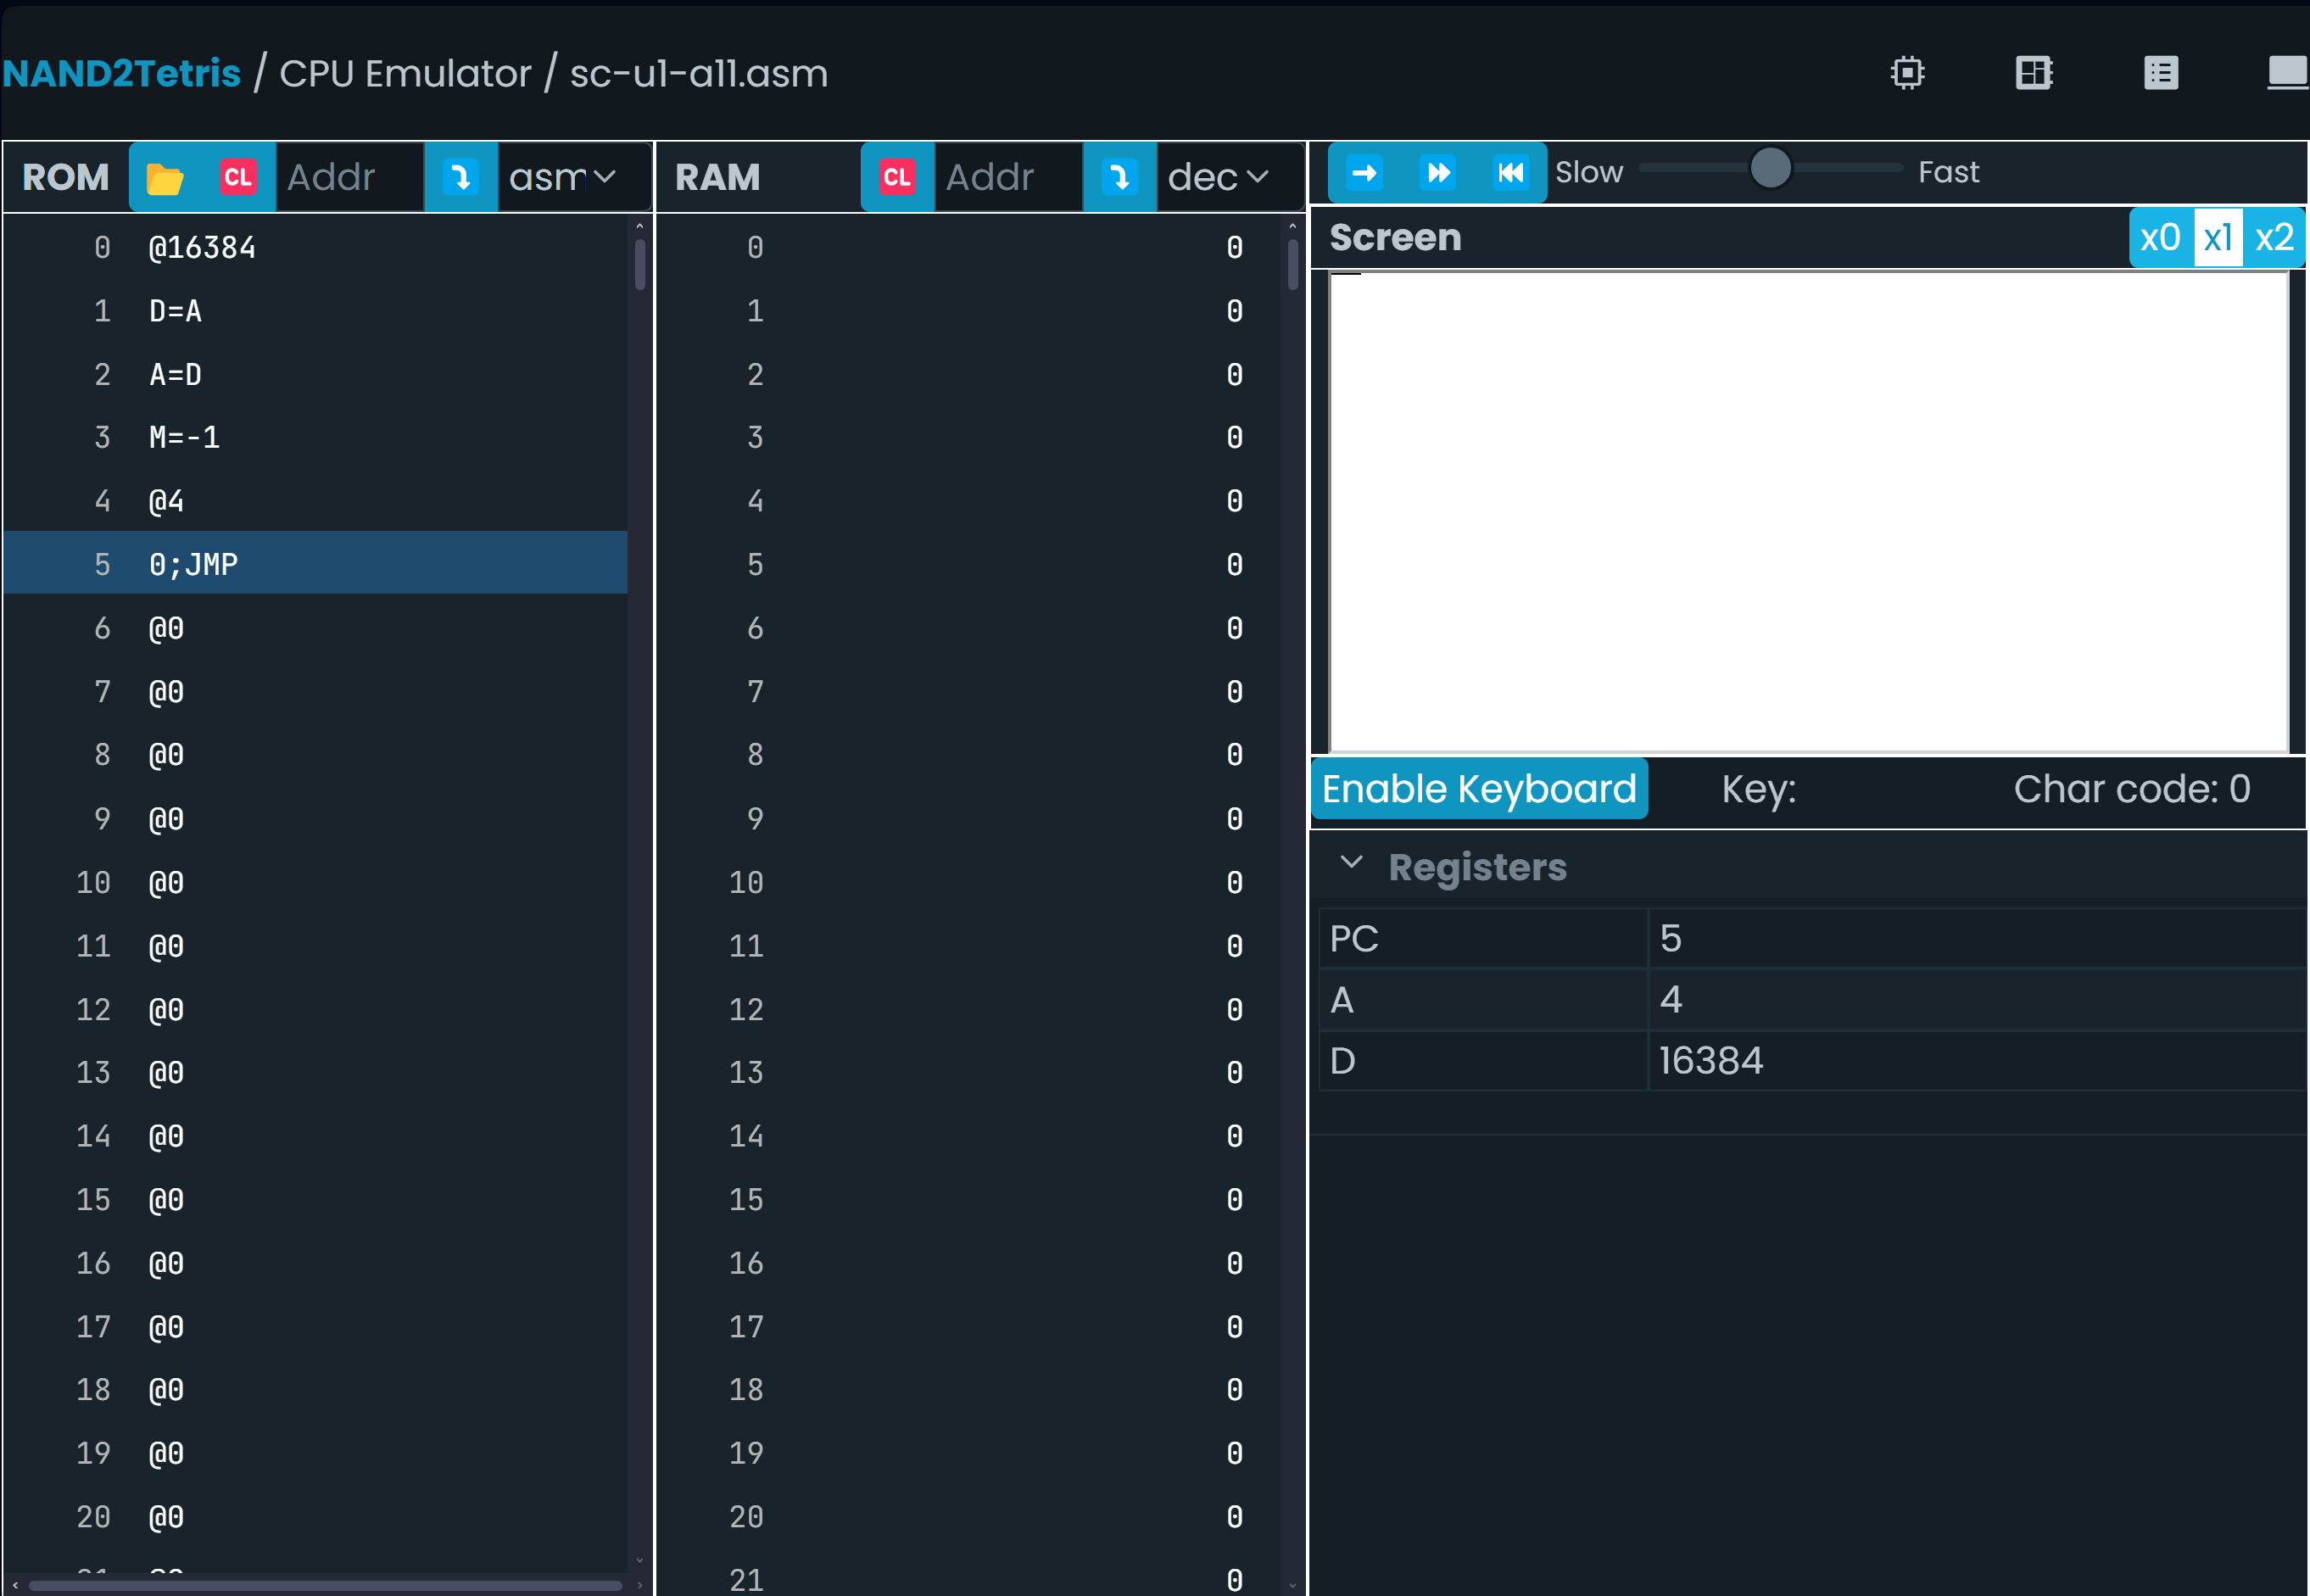 NAND2Tetris / CPU Emulator / sc-u1-a11.asm
ROM CL Addr asm
0 @16384
1 D=A
2 A=D
3 M=-1
4 @4
5 0;JMP
6 @0
7 @0
8 @0
9 @0
10 @0
11 @0
12 @0
13 @0
14 @0
15 @0
16 @0
17 @0
18 @0
19 @0
20 @0
RAM CL Addr dec
0 0
1 0
2 0
3 0
4 0
5 0
6 0
7 0
8 0
9 0
10 0
11 0
12 0
13 0
14 0
15 0
16 0
17 0
18 0
19 0
20 0
21 0
Slow Fast
Screen x0 x1 x2
Enable Keyboard Key: Char code: 0
Registers
PC 5
A 4
D 16384